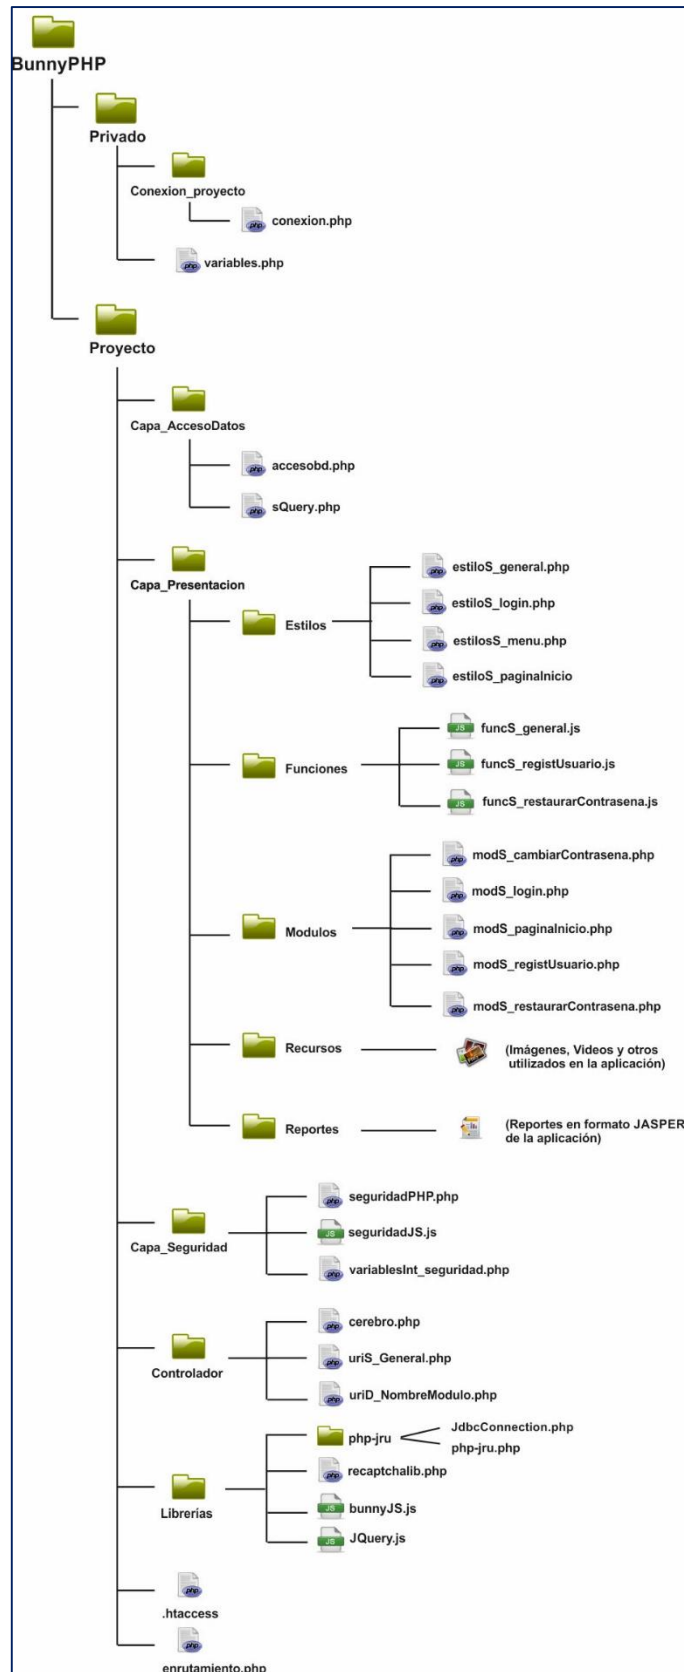 BunnyPHP
Privado
Conexion_proyecto
conexion.php
variables.php
Proyecto
Capa_AccesoDatos
accesobd.php
sQuery.php
Capa_Presentacion
Estilos
estiloS_general.php
estiloS_login.php
estilosS_menu.php
estiloS_paginaInicio
Funciones
funcS_general.js
funcS_registUsuario.js
funcS_restaurarContrasena.js
Modulos
modS_cambiarContrasena.php
modS_login.php
modS_paginaInicio.php
modS_registUsuario.php
modS_restaurarContrasena.php
Recursos
(Imágenes, Videos y otros
utilizados en la aplicación)
Reportes
(Reportes en formato JASPER
de la aplicación)
Capa_Seguridad
seguridadPHP.php
seguridadJS.js
variablesInt_seguridad.php
Controlador
cerebro.php
uriS_General.php
uriD_NombreModulo.php
Librerias
php-jru
JdbcConnection.php
php-jru.php
recaptchalib.php
bunnyJS.js
JQuery.js
.htaccess
enrutamiento.php